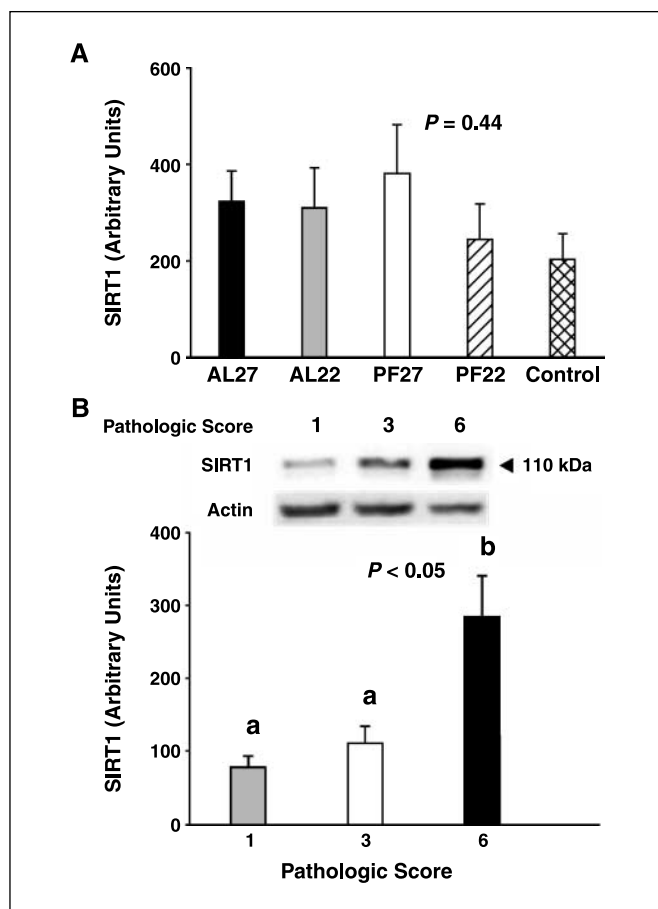 A
600
400
200
0
SIRT1 (Arbitrary Units)
P = 0.44
AL27 AL22 PF27 PF22 Control
B
Pathologic Score 1 3 6
SIRT1 ◄ 110 kDa
Actin
400
300
200
100
0
SIRT1 (Arbitrary Units)
P < 0.05
a a b
1 3 6
Pathologic Score